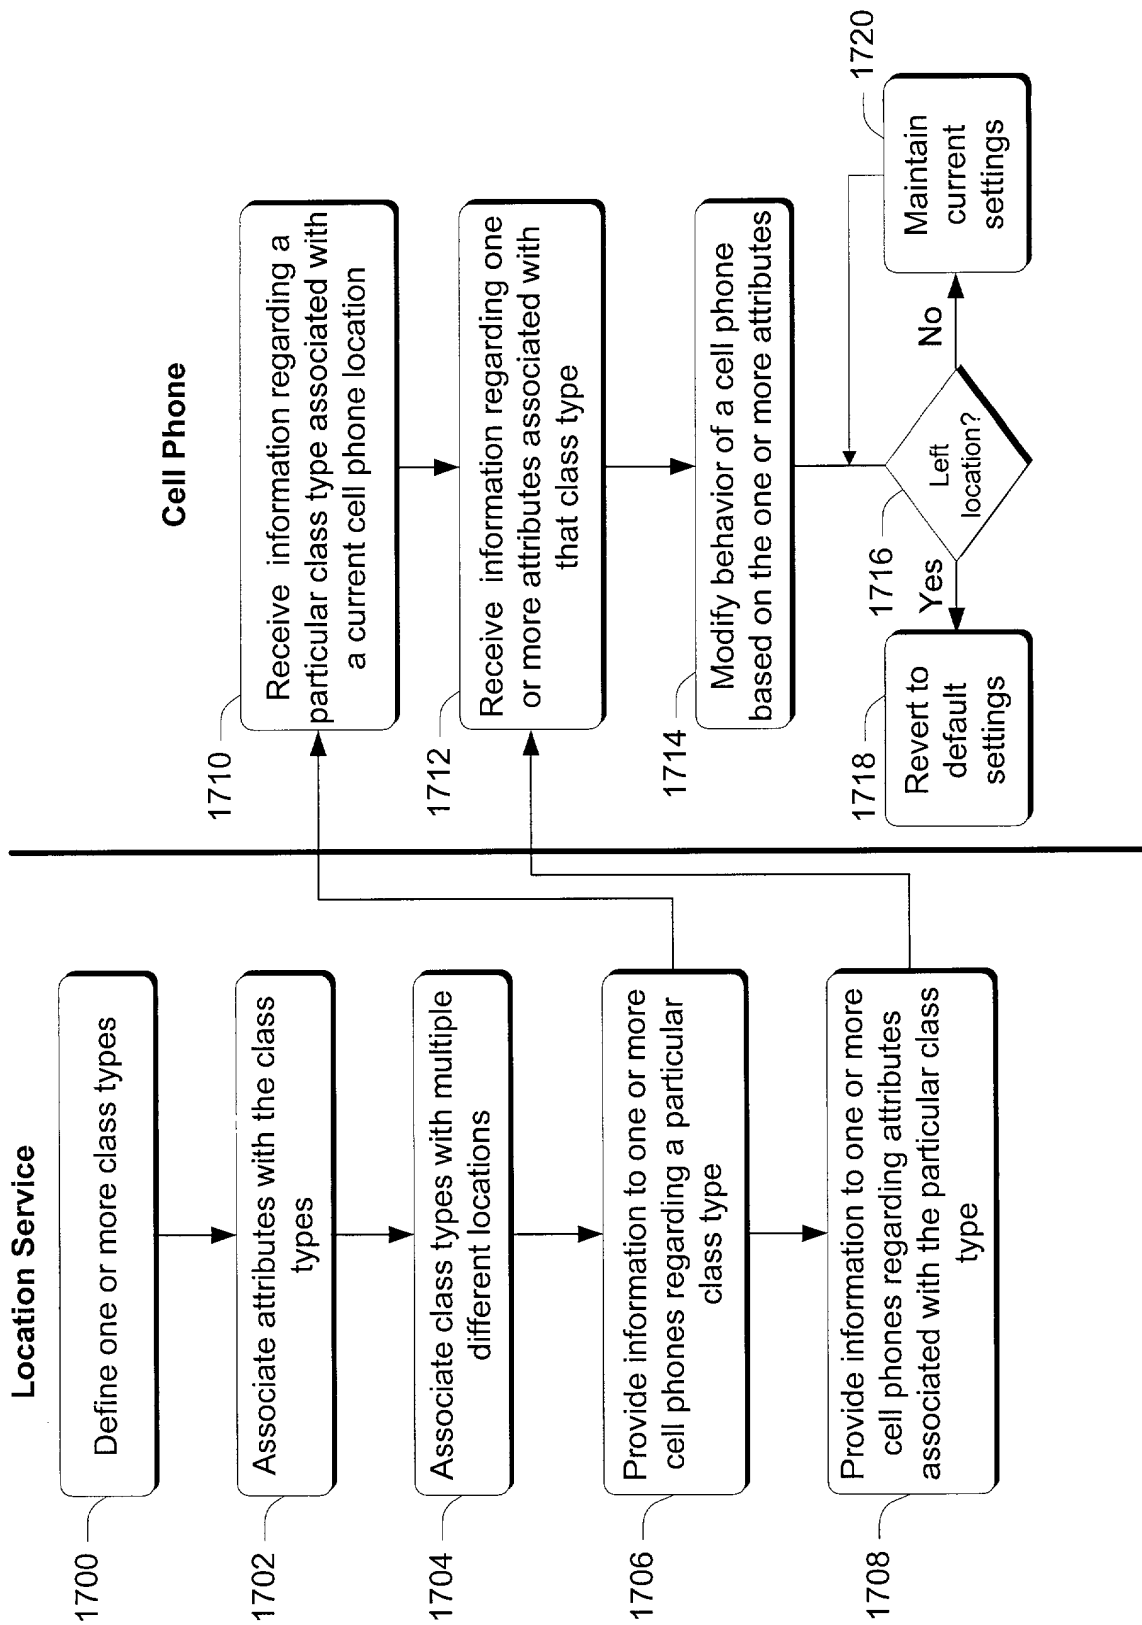 Location Service
1700
Define one or more class types
1702
Associate attributes with the class
types
1704
Associate class types with multiple
different locations
1706
Provide information to one or more
cell phones regarding a particular
class type
1708
Provide information to one or more
cell phones regarding attributes
associated with the particular class
type
Cell Phone
1710
Receive information regarding a
particular class type associated with
a current cell phone location
1712
Receive information regarding one
or more attributes associated with
that class type
1714
Modify behavior of a cell phone
based on the one or more attributes
1716
Left
location?
Yes
No
1718
Revert to
default
settings
1720
Maintain
current
settings